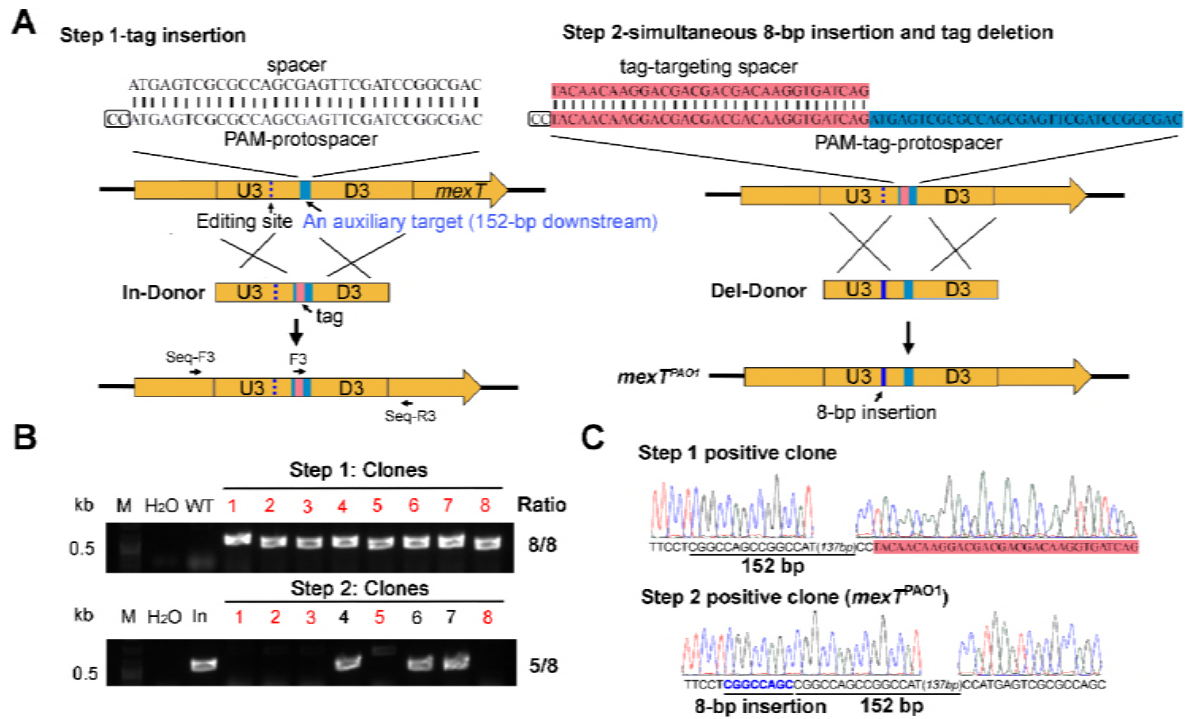 A
Step 1-tag insertion
spacer
ATGAGTCGCGCCAGCGAGTTCGATCCGGCGAC
CCATGAGTCGCGCCAGCGAGTTCGATCCGGCGAC
PAM-protospacer
U3 D3 mexT
Editing site An auxiliary target (152-bp downstream)
In-Donor U3 D3
tag
Seq-F3 F3
U3 D3
Seq-R3
Step 2-simultaneous 8-bp insertion and tag deletion
tag-targeting spacer
TACAACAAGGACGACGACGACAAGGTGATCAG
CCTACAACAAGGACGACGACGACAAGGTGATCAGATGAGTCGCGCCAGCGAGTTCGATCCGGCGAC
PAM-tag-protospacer
U3 D3
Del-Donor U3 D3
mexTPAO1 U3 D3
8-bp insertion
B
Step 1: Clones
kb M H2O WT 1 2 3 4 5 6 7 8 Ratio
0.5 8/8
Step 2: Clones
kb M H2O In 1 2 3 4 5 6 7 8
0.5 5/8
C
Step 1 positive clone
TTCCTCGGCCAGCCGGCCAT(137bp)CCTACAACAAGGACGACGACGACAAGGTGATCAG
152 bp
Step 2 positive clone (mexTPAO1)
TTCCTCGGCCAGCCGGCCAGCCGGCCAT(137bp)CCATGAGTCGCGCCAGC
8-bp insertion 152 bp